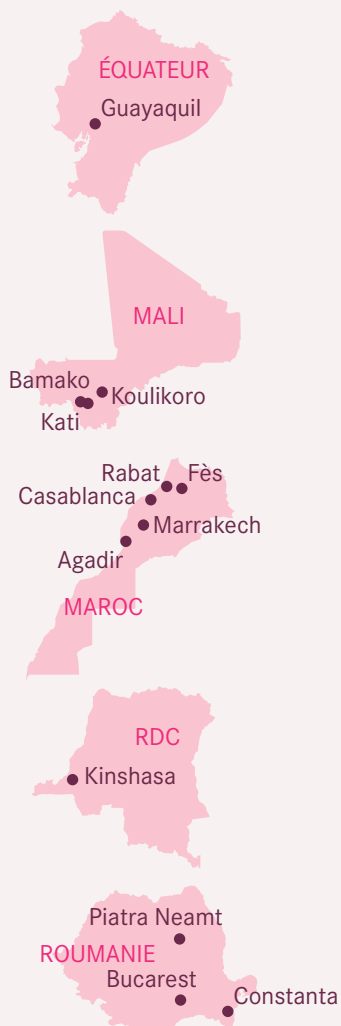 ÉQUATEUR
Guayaquil
MALI
Bamako
Koulikoro
Kati
Rabat Fès
Casablanca
Marrakech
Agadir
MAROC
RDC
Kinshasa
Piatra Neamt
ROUMANIE
Bucarest
Constanta